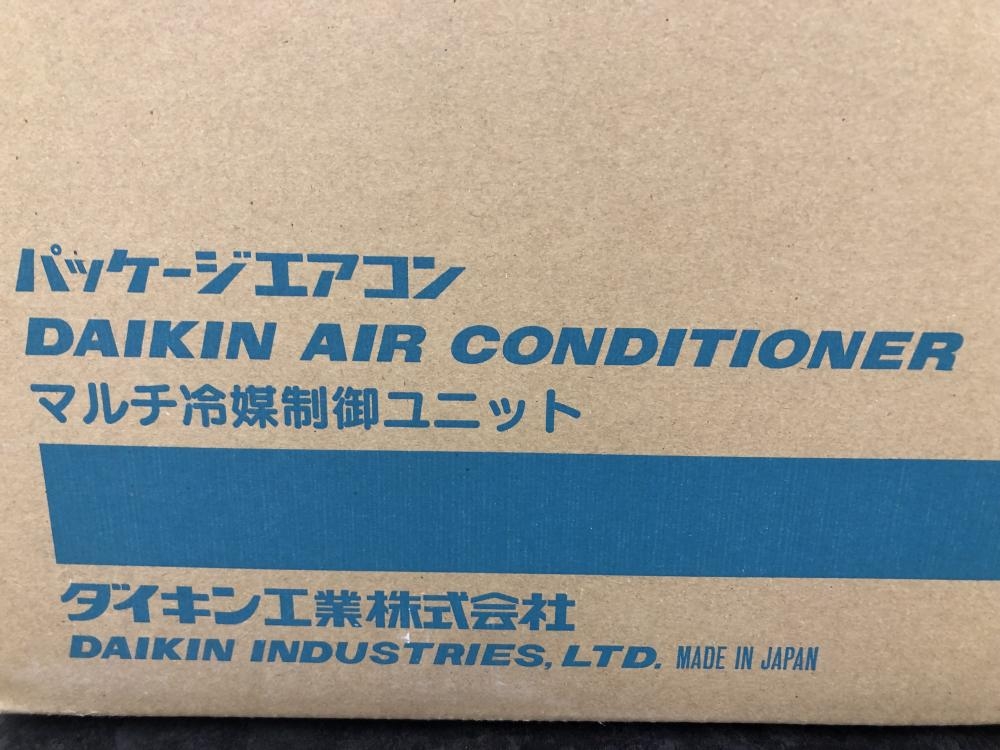 パッケージエアコン
DAIKIN AIR CONDITIONER
マルチ冷媒制御ユニット
ダイキン工業株式会社
DAIKIN INDUSTRIES, LTD. MADE IN JAPAN